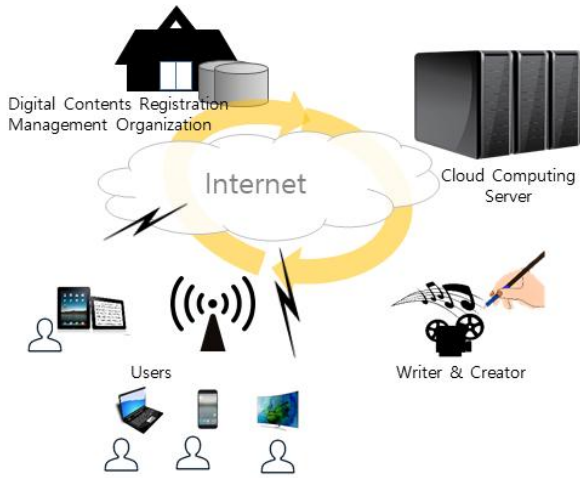 Digital Contents Registration
Management Organization
Internet
Cloud Computing
Server
Users
Writer & Creator